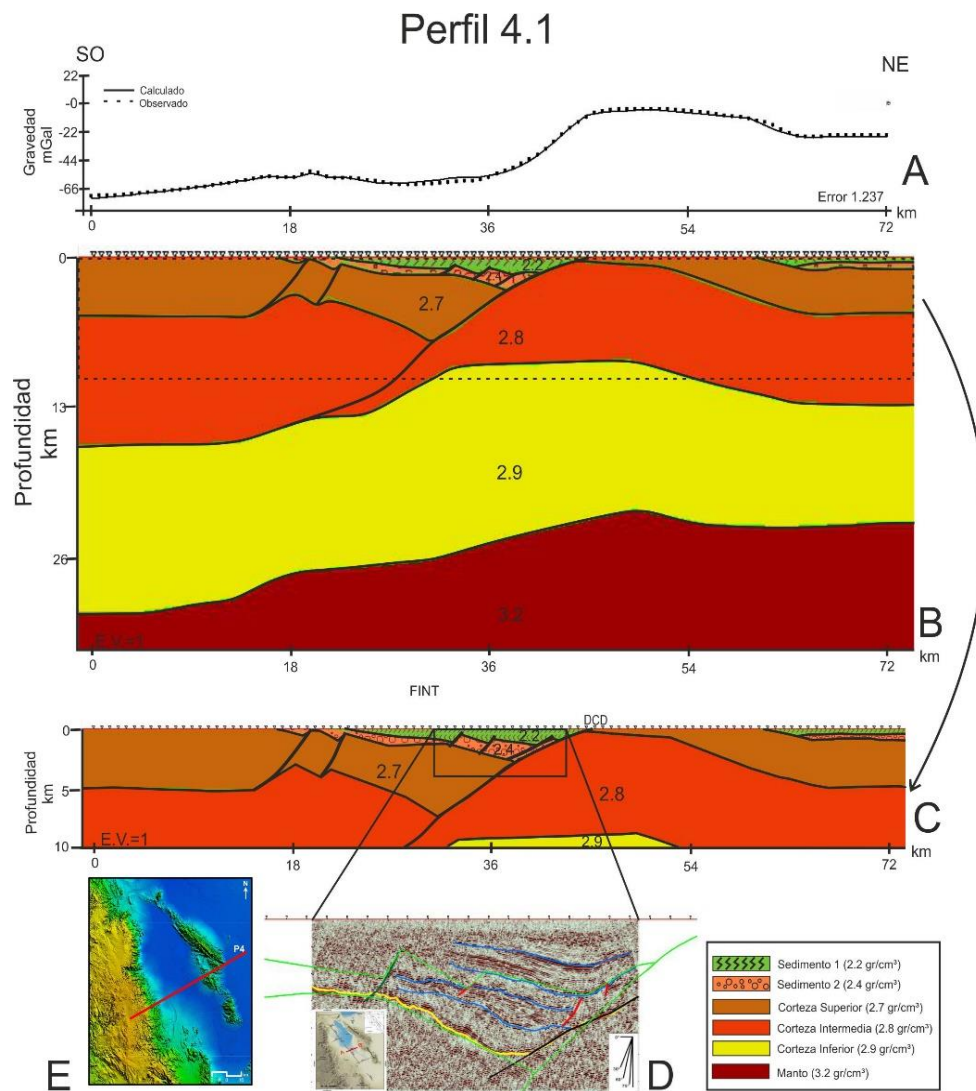 Perfil 4.1
SO
NE
22
-0
-22
-44
-66
Gravedad
mGal
Calculado
Observado
A
Error 1.237
km
0 18 36 54 72
0
13
26
Profundidad
km
2.2
2.4
2.7
2.8
2.9
3.2
B
E.V.=1
km
0 18 36 54 72
FINT
DCD
0
5
10
Profundidad
km
2.2
2.4
2.7
2.8
2.9
C
E.V.=1
0 18 36 54 72
km
N
P4
E
D
Sedimento 1 (2.2 gr/cm³)
Sedimento 2 (2.4 gr/cm³)
Corteza Superior (2.7 gr/cm³)
Corteza Intermedia (2.8 gr/cm³)
Corteza Inferior (2.9 gr/cm³)
Manto (3.2 gr/cm³)